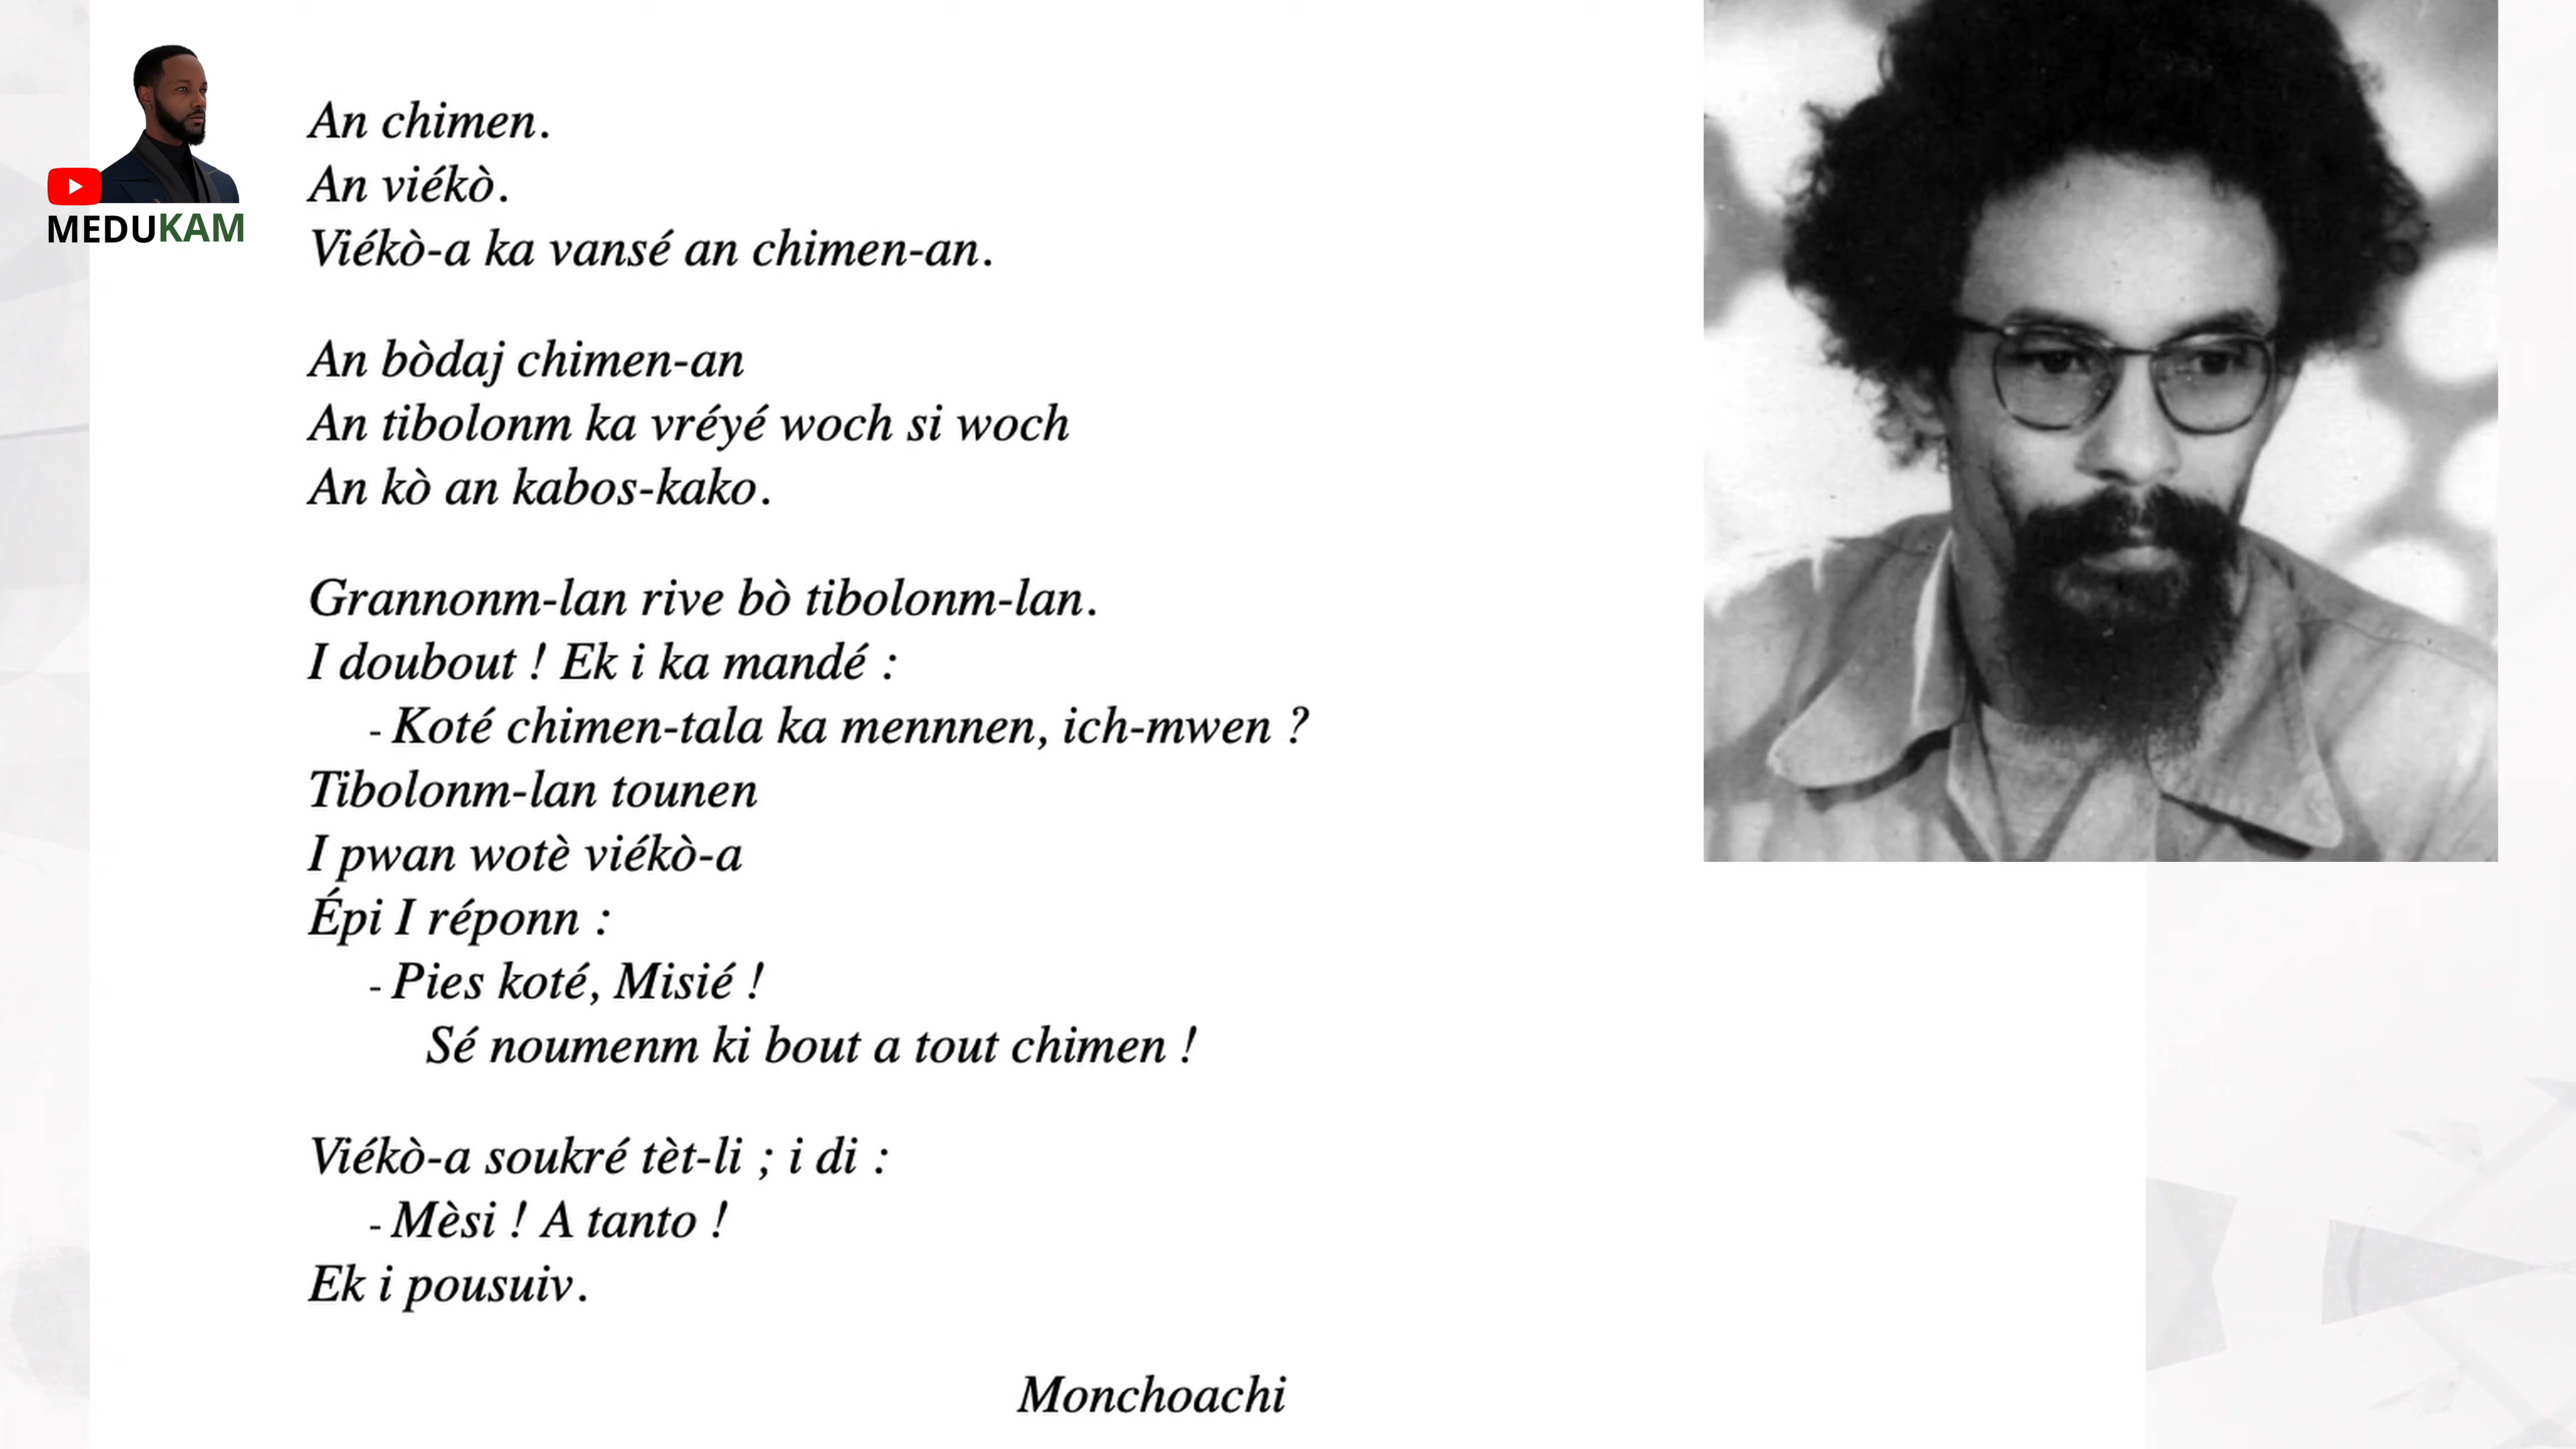 MEDUKAM
An chimen.
An viékò.
Viékò-a ka vansé an chimen-an.
An bòdaj chimen-an
An tibolonm ka vréyé woch si woch
An kò an kabos-kako.
Grannonm-lan rive bò tibolonm-lan.
I doubout ! Ek i ka mandé :
- Koté chimen-tala ka mennnen, ich-mwen ?
Tibolonm-lan tounen
I pwan wotè viékò-a
Épi I réponn :
- Pies koté, Misié !
Sé noumenm ki bout a tout chimen !
Viékò-a soukré tèt-li ; i di :
- Mèsi ! A tanto !
Ek i pousuiv.
Monchoachi